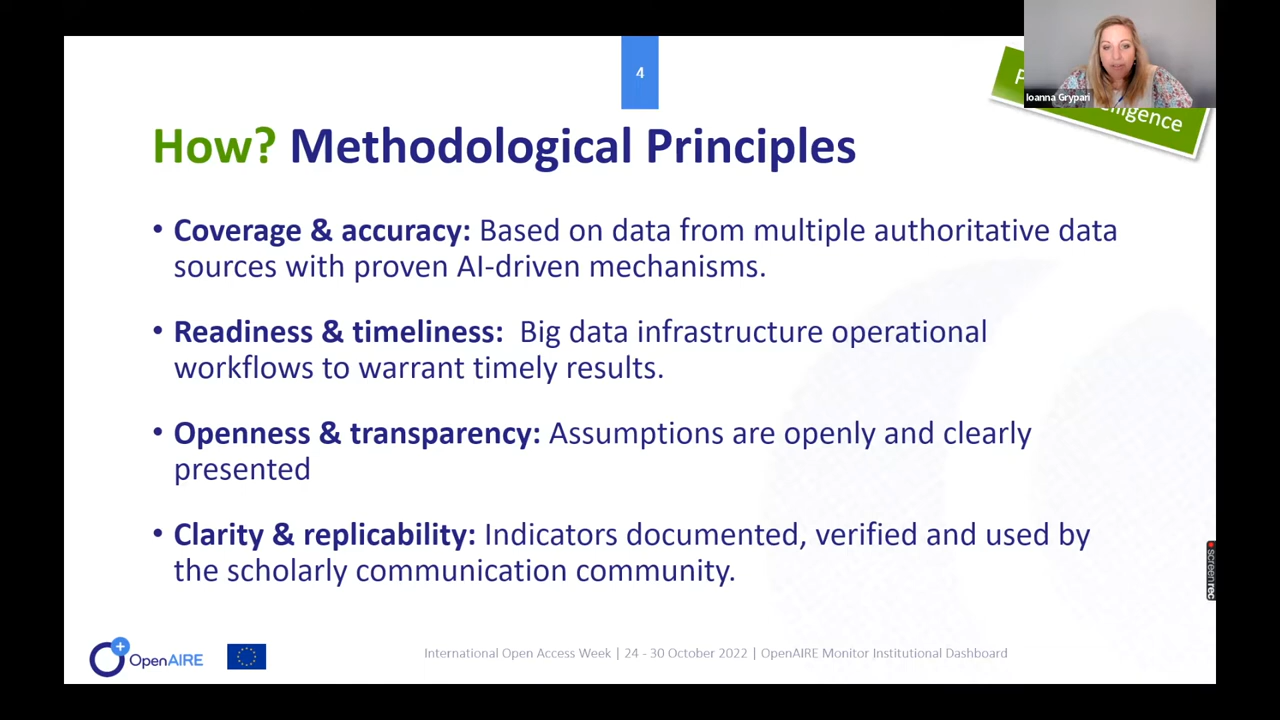 4
Ioanna Grypari
How? Methodological Principles
• Coverage & accuracy: Based on data from multiple authoritative data
sources with proven AI-driven mechanisms.
• Readiness & timeliness:  Big data infrastructure operational
workflows to warrant timely results.
• Openness & transparency: Assumptions are openly and clearly
presented
• Clarity & replicability: Indicators documented, verified and used by
the scholarly communication community.
OpenAIRE
International Open Access Week | 24 - 30 October 2022 | OpenAIRE Monitor Institutional Dashboard
screenrec